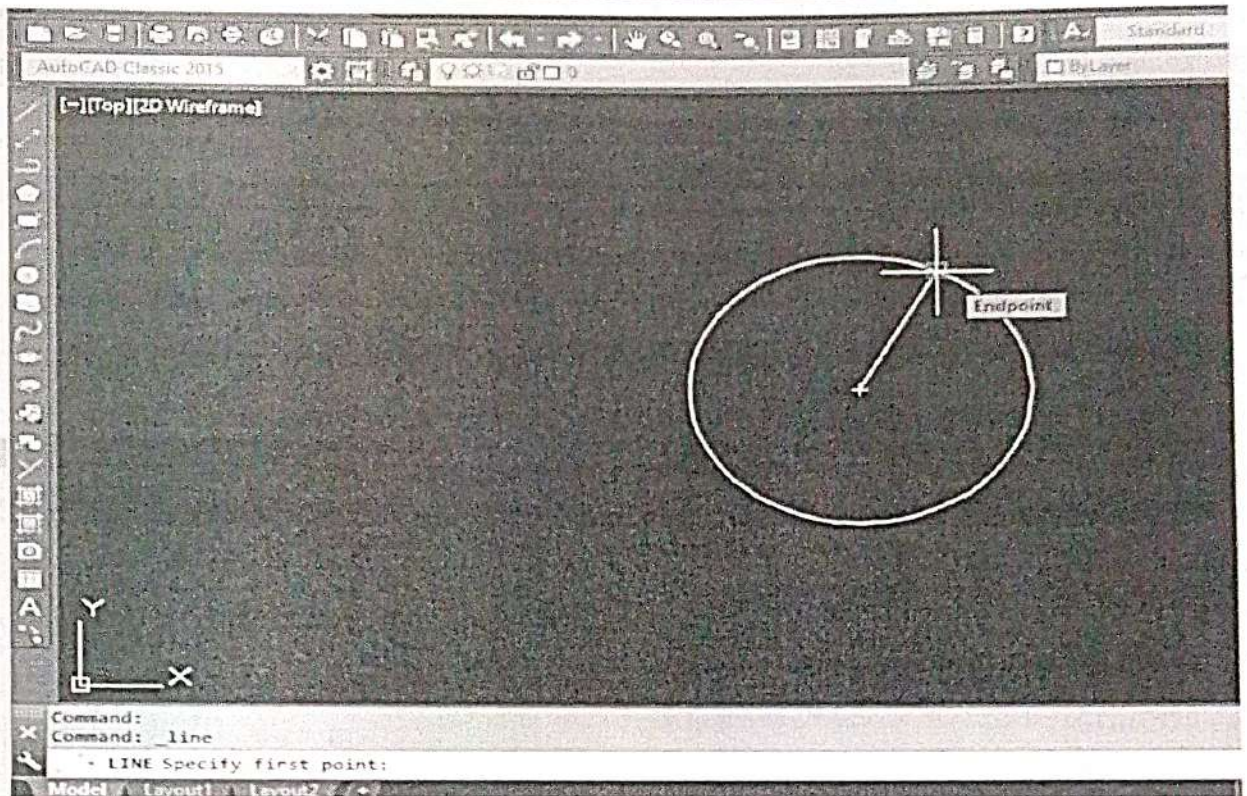 Standard
AutoCAD Classic 2015
0
ByLayer
[-][Top][2D Wireframe]
Endpoint
A
Y
X
Command:
Command: _line
LINE Specify first point:
Model Layout1 Layout2 +